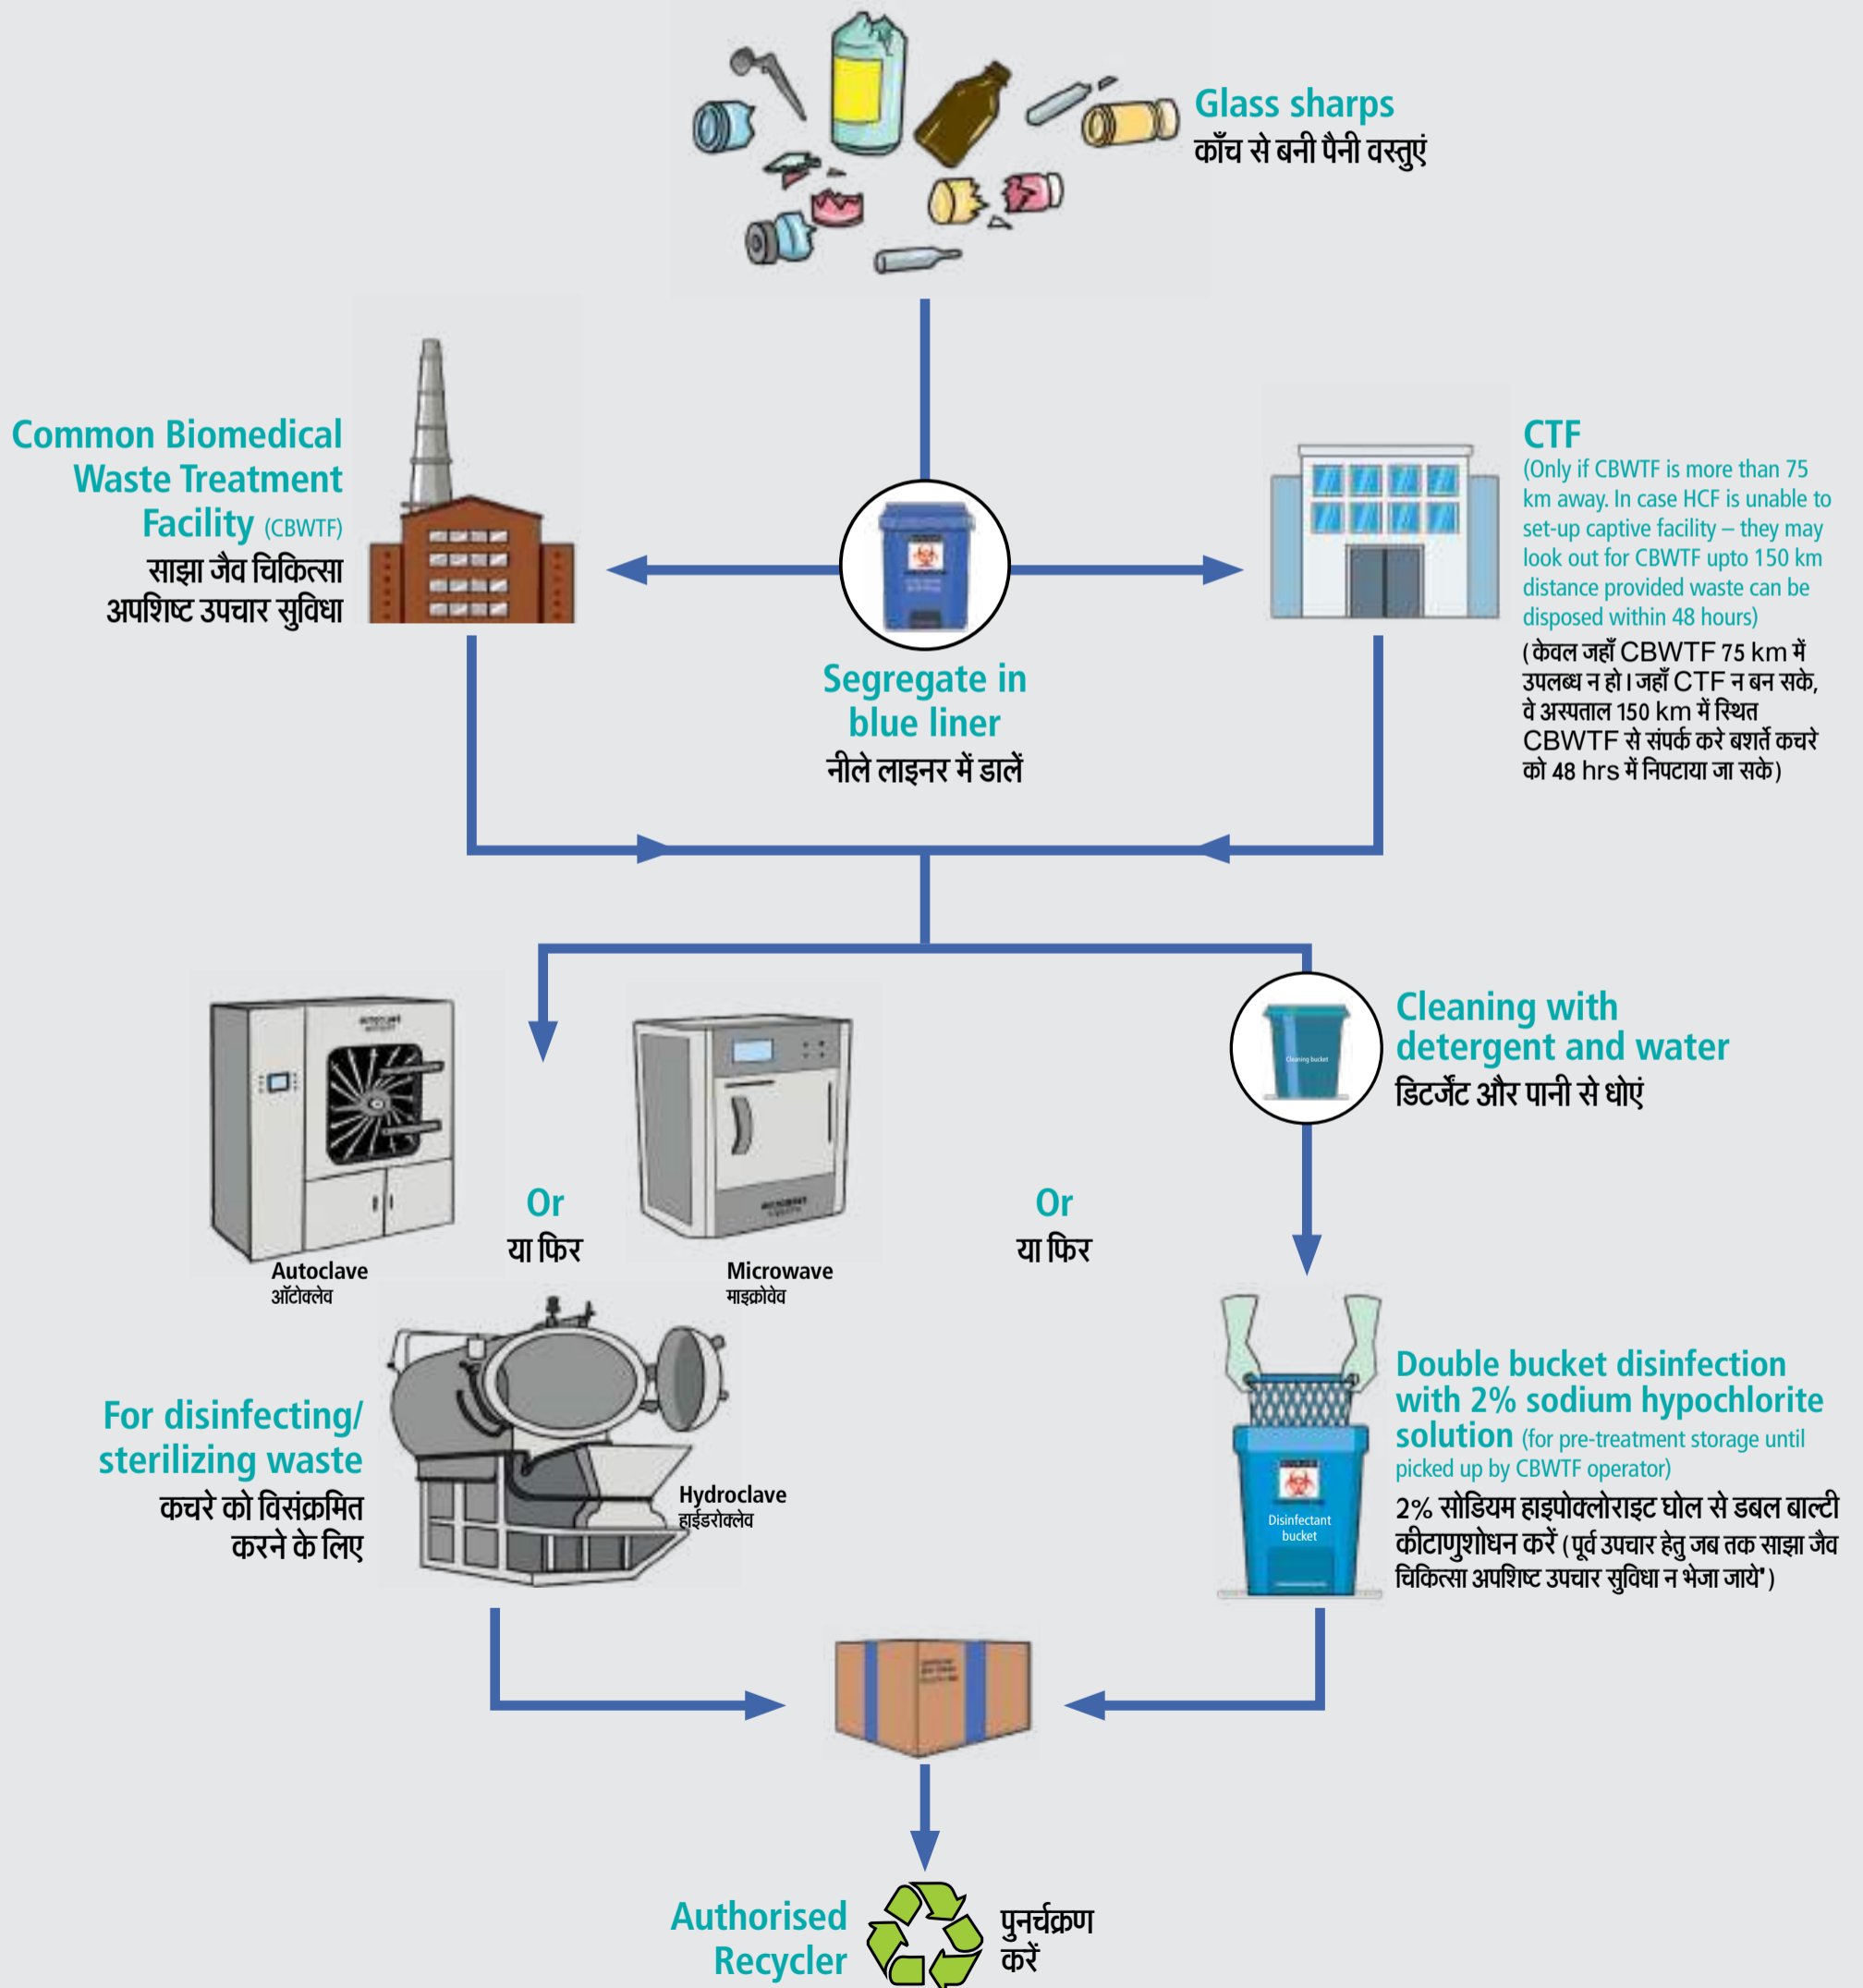 Glass sharps
काँच से बनी पैनी वस्तुएं
Common Biomedical
Waste Treatment
Facility (CBWTF)
साझा जैव चिकित्सा
अपशिष्ट उपचार सुविधा
Segregate in
blue liner
नीले लाइनर में डालें
CTF
(Only if CBWTF is more than 75
km away. In case HCF is unable to
set-up captive facility – they may
look out for CBWTF upto 150 km
distance provided waste can be
disposed within 48 hours)
(केवल जहाँ CBWTF 75 km में
उपलब्ध न हो। जहाँ CTF न बन सके,
वे अस्पताल 150 km में स्थित
CBWTF से संपर्क करे बशर्ते कचरे
को 48 hrs में निपटाया जा सके)
Cleaning bucket
Cleaning with
detergent and water
डिटर्जेंट और पानी से धोएं
Or
या फिर
Or
या फिर
Autoclave
ऑटोक्लेव
Microwave
माइक्रोवेव
For disinfecting/
sterilizing waste
कचरे को विसंक्रमित
करने के लिए
Hydroclave
हाईडरोक्लेव
Disinfectant
bucket
Double bucket disinfection
with 2% sodium hypochlorite
solution (for pre-treatment storage until
picked up by CBWTF operator)
2% सोडियम हाइपोक्लोराइट घोल से डबल बाल्टी
कीटाणुशोधन करें (पूर्व उपचार हेतु जब तक साझा जैव
चिकित्सा अपशिष्ट उपचार सुविधा न भेजा जाये")
Authorised
Recycler
पुनर्चक्रण
करें